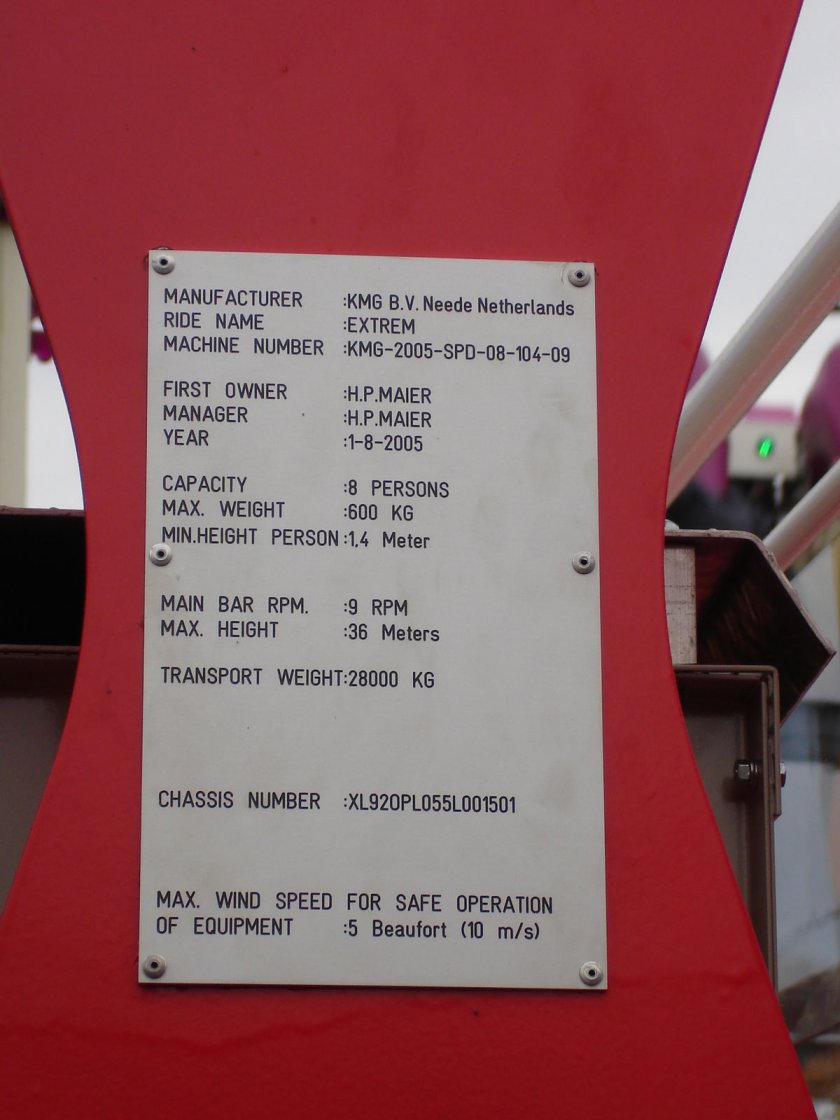 MANUFACTURER :KMG B.V. Neede Netherlands
RIDE NAME :EXTREM
MACHINE NUMBER :KMG-2005-SPD-08-104-09
FIRST OWNER :H.P.MAIER
MANAGER :H.P.MAIER
YEAR :1-8-2005
CAPACITY :8 PERSONS
MAX. WEIGHT :600 KG
MIN.HEIGHT PERSON :1,4 Meter
MAIN BAR RPM. :9 RPM
MAX. HEIGHT :36 Meters
TRANSPORT WEIGHT:28000 KG
CHASSIS NUMBER :XL920PL055L001501
MAX. WIND SPEED FOR SAFE OPERATION
OF EQUIPMENT :5 Beaufort (10 m/s)